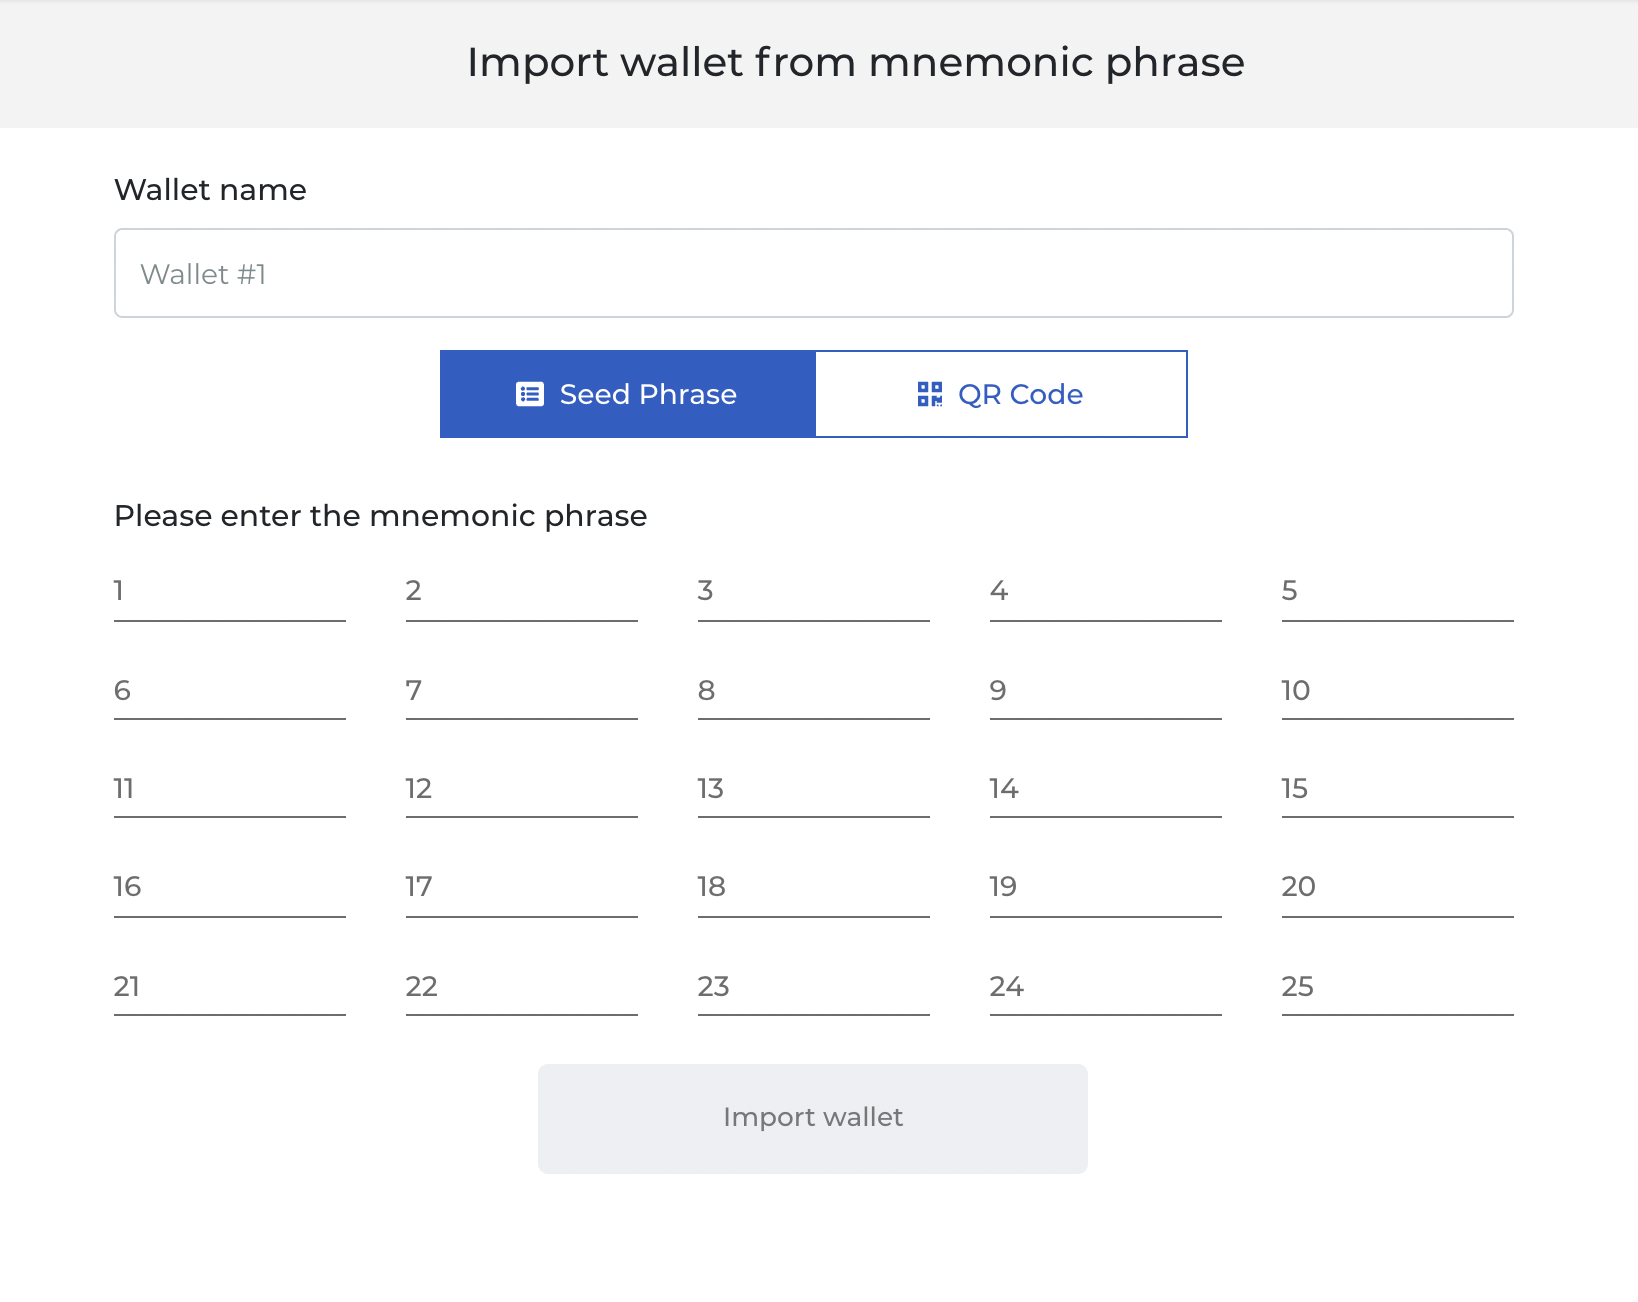 Import wallet from mnemonic phrase
Wallet name
Wallet #1
Seed Phrase QR Code
Please enter the mnemonic phrase
1 2 3 4 5
6 7 8 9 10
11 12 13 14 15
16 17 18 19 20
21 22 23 24 25
Import wallet